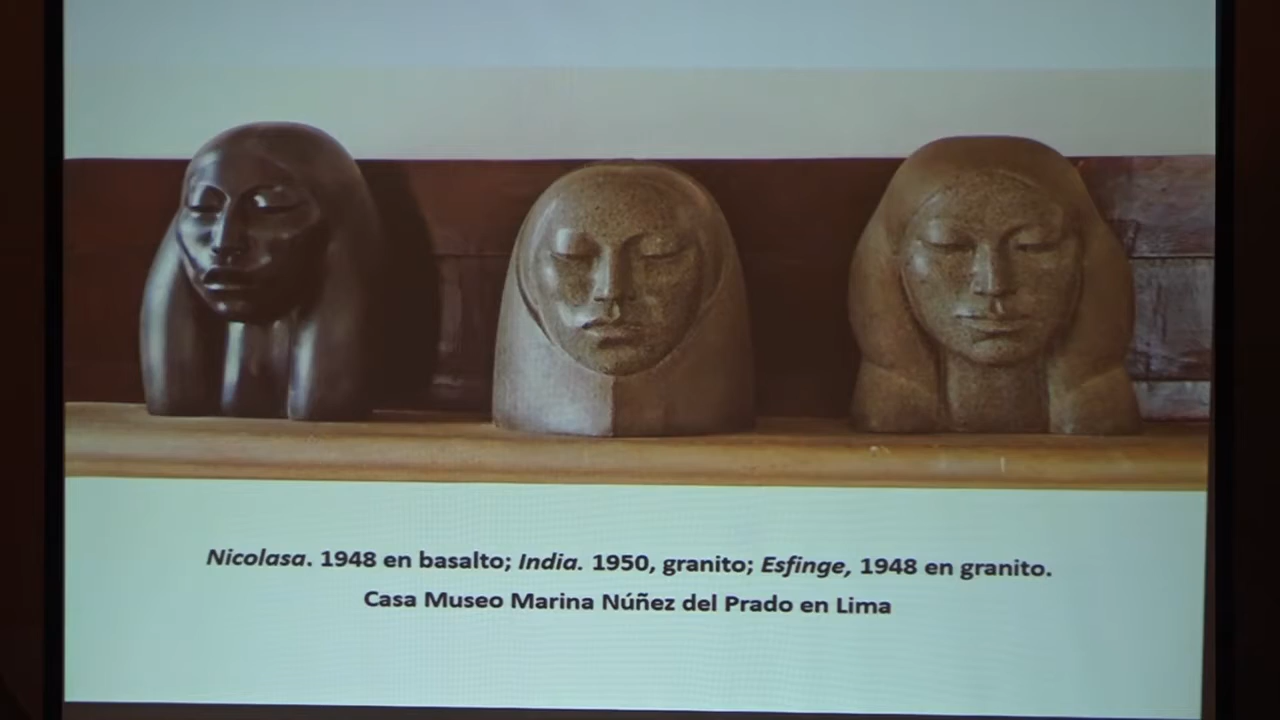 Nicolasa. 1948 en basalto; India. 1950, granito; Esfinge, 1948 en granito.
Casa Museo Marina Núñez del Prado en Lima